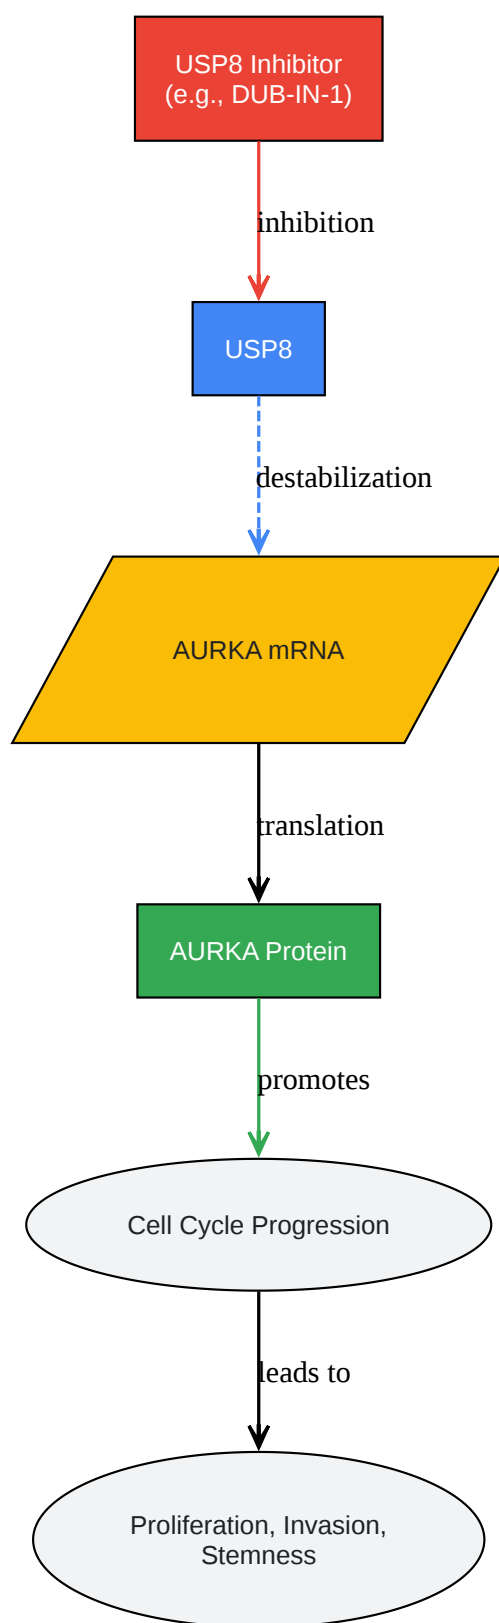 USP8 Inhibitor
(e.g., DUB-IN-1)
inhibition
USP8
destabilization
AURKA mRNA
translation
AURKA Protein
promotes
Cell Cycle Progression
leads to
Proliferation, Invasion,
Stemness